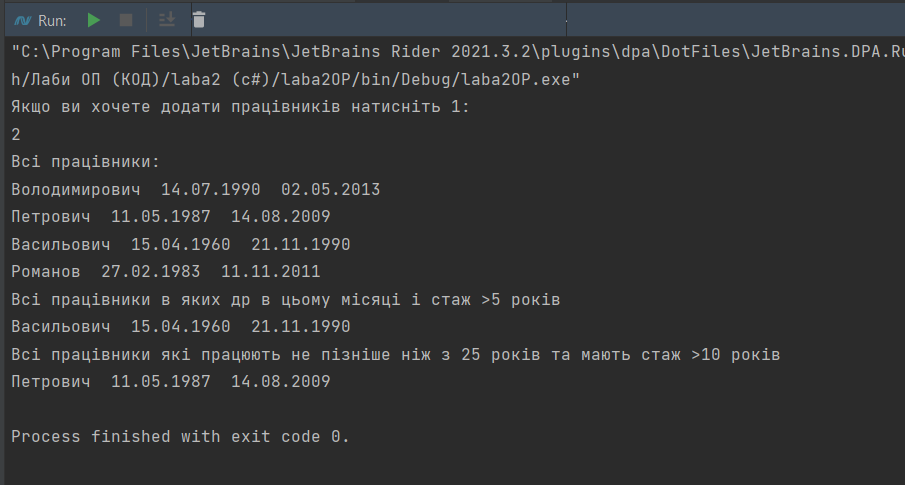 Run:
"C:\Program Files\JetBrains\JetBrains Rider 2021.3.2\plugins\dpa\DotFiles\JetBrains.DPA.Ru
h/Лаби ОП (КОД)/laba2 (c#)/laba2OP/bin/Debug/laba2OP.exe"
Якщо ви хочете додати працівників натисніть 1:
2
Всі працівники:
Володимирович  14.07.1990  02.05.2013
Петрович  11.05.1987  14.08.2009
Васильович  15.04.1960  21.11.1990
Романов  27.02.1983  11.11.2011
Всі працівники в яких др в цьому місяці і стаж >5 років
Васильович  15.04.1960  21.11.1990
Всі працівники які працюють не пізніше ніж з 25 років та мають стаж >10 років
Петрович  11.05.1987  14.08.2009
Process finished with exit code 0.